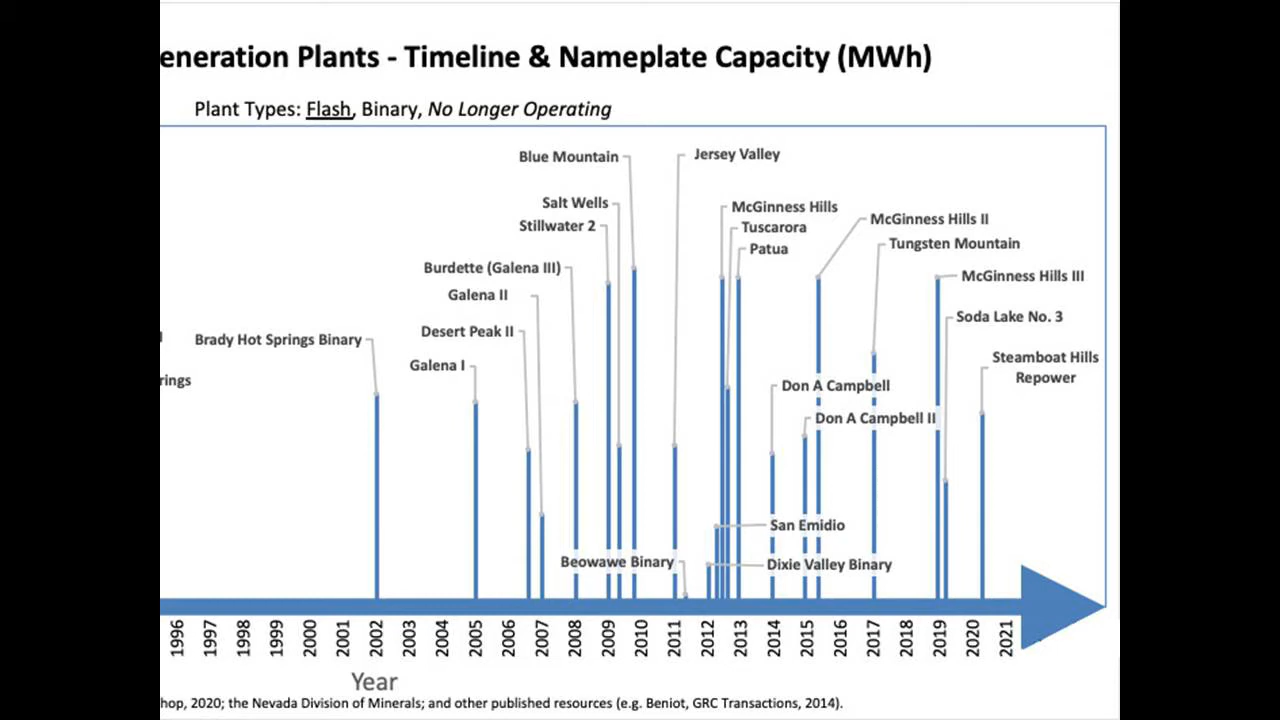 eneration Plants - Timeline & Nameplate Capacity (MWh)
Plant Types: Flash, Binary, No Longer Operating
Blue Mountain
Jersey Valley
Salt Wells
McGinness Hills
McGinness Hills II
Stillwater 2
Tuscarora
Tungsten Mountain
Patua
Burdette (Galena III)
McGinness Hills III
Galena II
Soda Lake No. 3
Desert Peak II
Brady Hot Springs Binary
Steamboat Hills
Repower
Galena I
rings
Don A Campbell
Don A Campbell II
San Emidio
Beowawe Binary
Dixie Valley Binary
1996 1997 1998 1999 2000 2001 2002 2003 2004 2005 2006 2007 2008 2009 2010 2011 2012 2013 2014 2015 2016 2017 2018 2019 2020 2021
Year
hop, 2020; the Nevada Division of Minerals; and other published resources (e.g. Beniot, GRC Transactions, 2014).